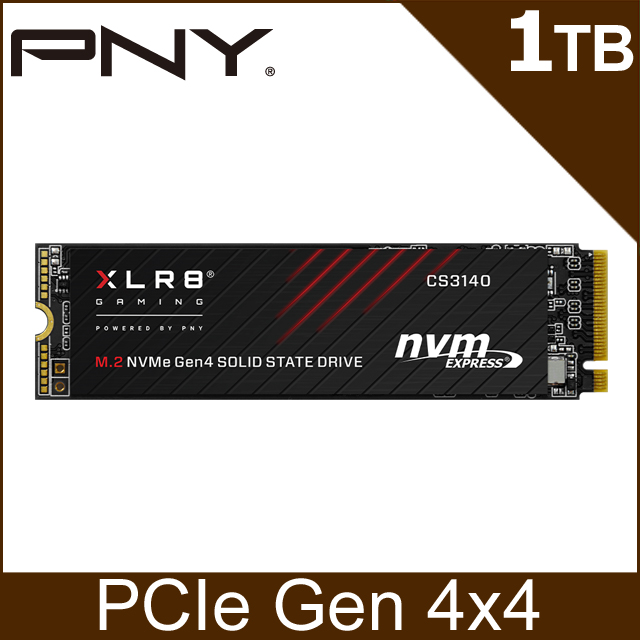 PNY®
1TB
XLR8®
GAMING
POWERED BY PNY
CS3140
M.2 NVMe Gen4 SOLID STATE DRIVE
nvm
EXPRESS
PCIe Gen 4x4